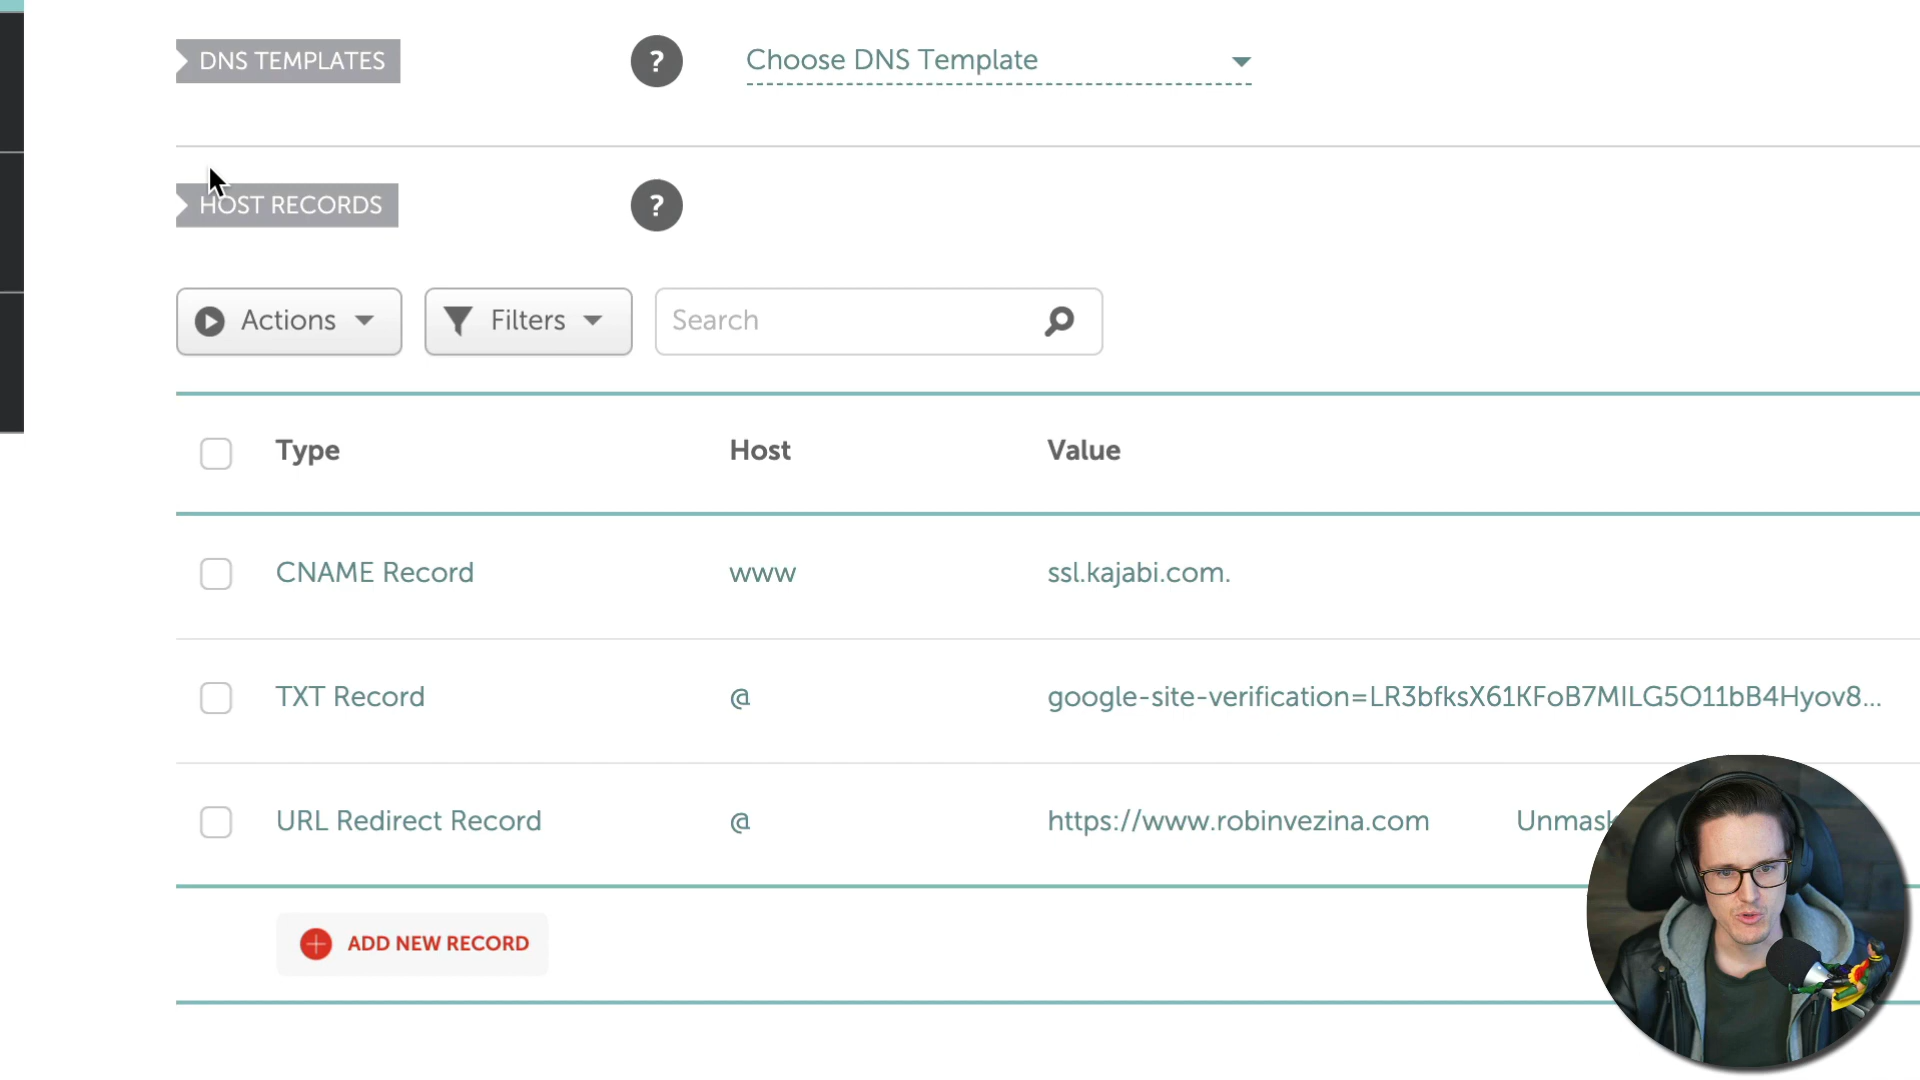 DNS TEMPLATES ? Choose DNS Template
HOST RECORDS ?
Actions Filters Search
Type Host Value
CNAME Record www ssl.kajabi.com.
TXT Record @ google-site-verification=LR3bfksX61KFoB7MILG5O11bB4Hyov8...
URL Redirect Record @ https://www.robinvezina.com
ADD NEW RECORD